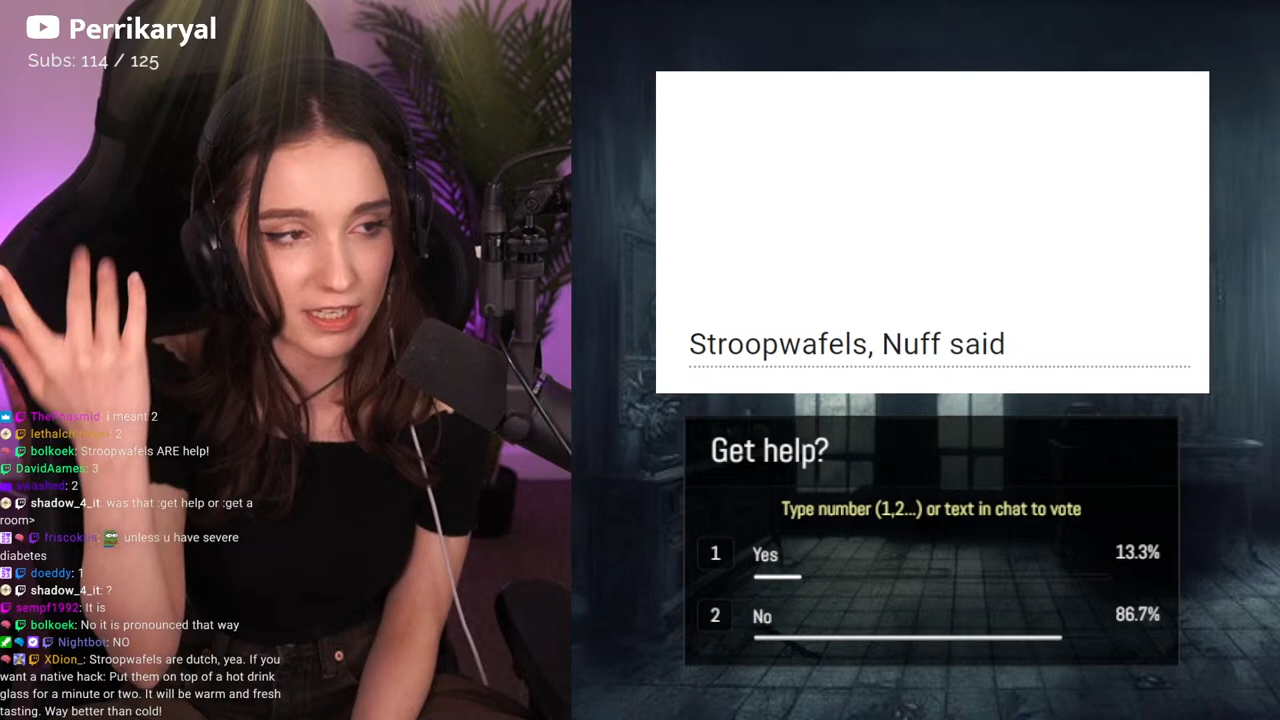 Perrikaryal
Subs: 114 / 125
i meant 2
: 2
bolkoek: Stroopwafels ARE help!
DavidAames: 3
swashed: 2
shadow_4_it: was that :get help or :get a
room>
unless u have severe
diabetes
doeddy: 1
shadow_4_it: ?
sempf1992: It is
bolkoek: No it is pronounced that way
Nightbot: NO
XDion_: Stroopwafels are dutch, yea. If you
want a native hack: Put them on top of a hot drink
glass for a minute or two. It will be warm and fresh
tasting. Way better than cold!
Stroopwafels, Nuff said
Get help?
Type number (1,2...) or text in chat to vote
1 Yes 13.3%
2 No 86.7%